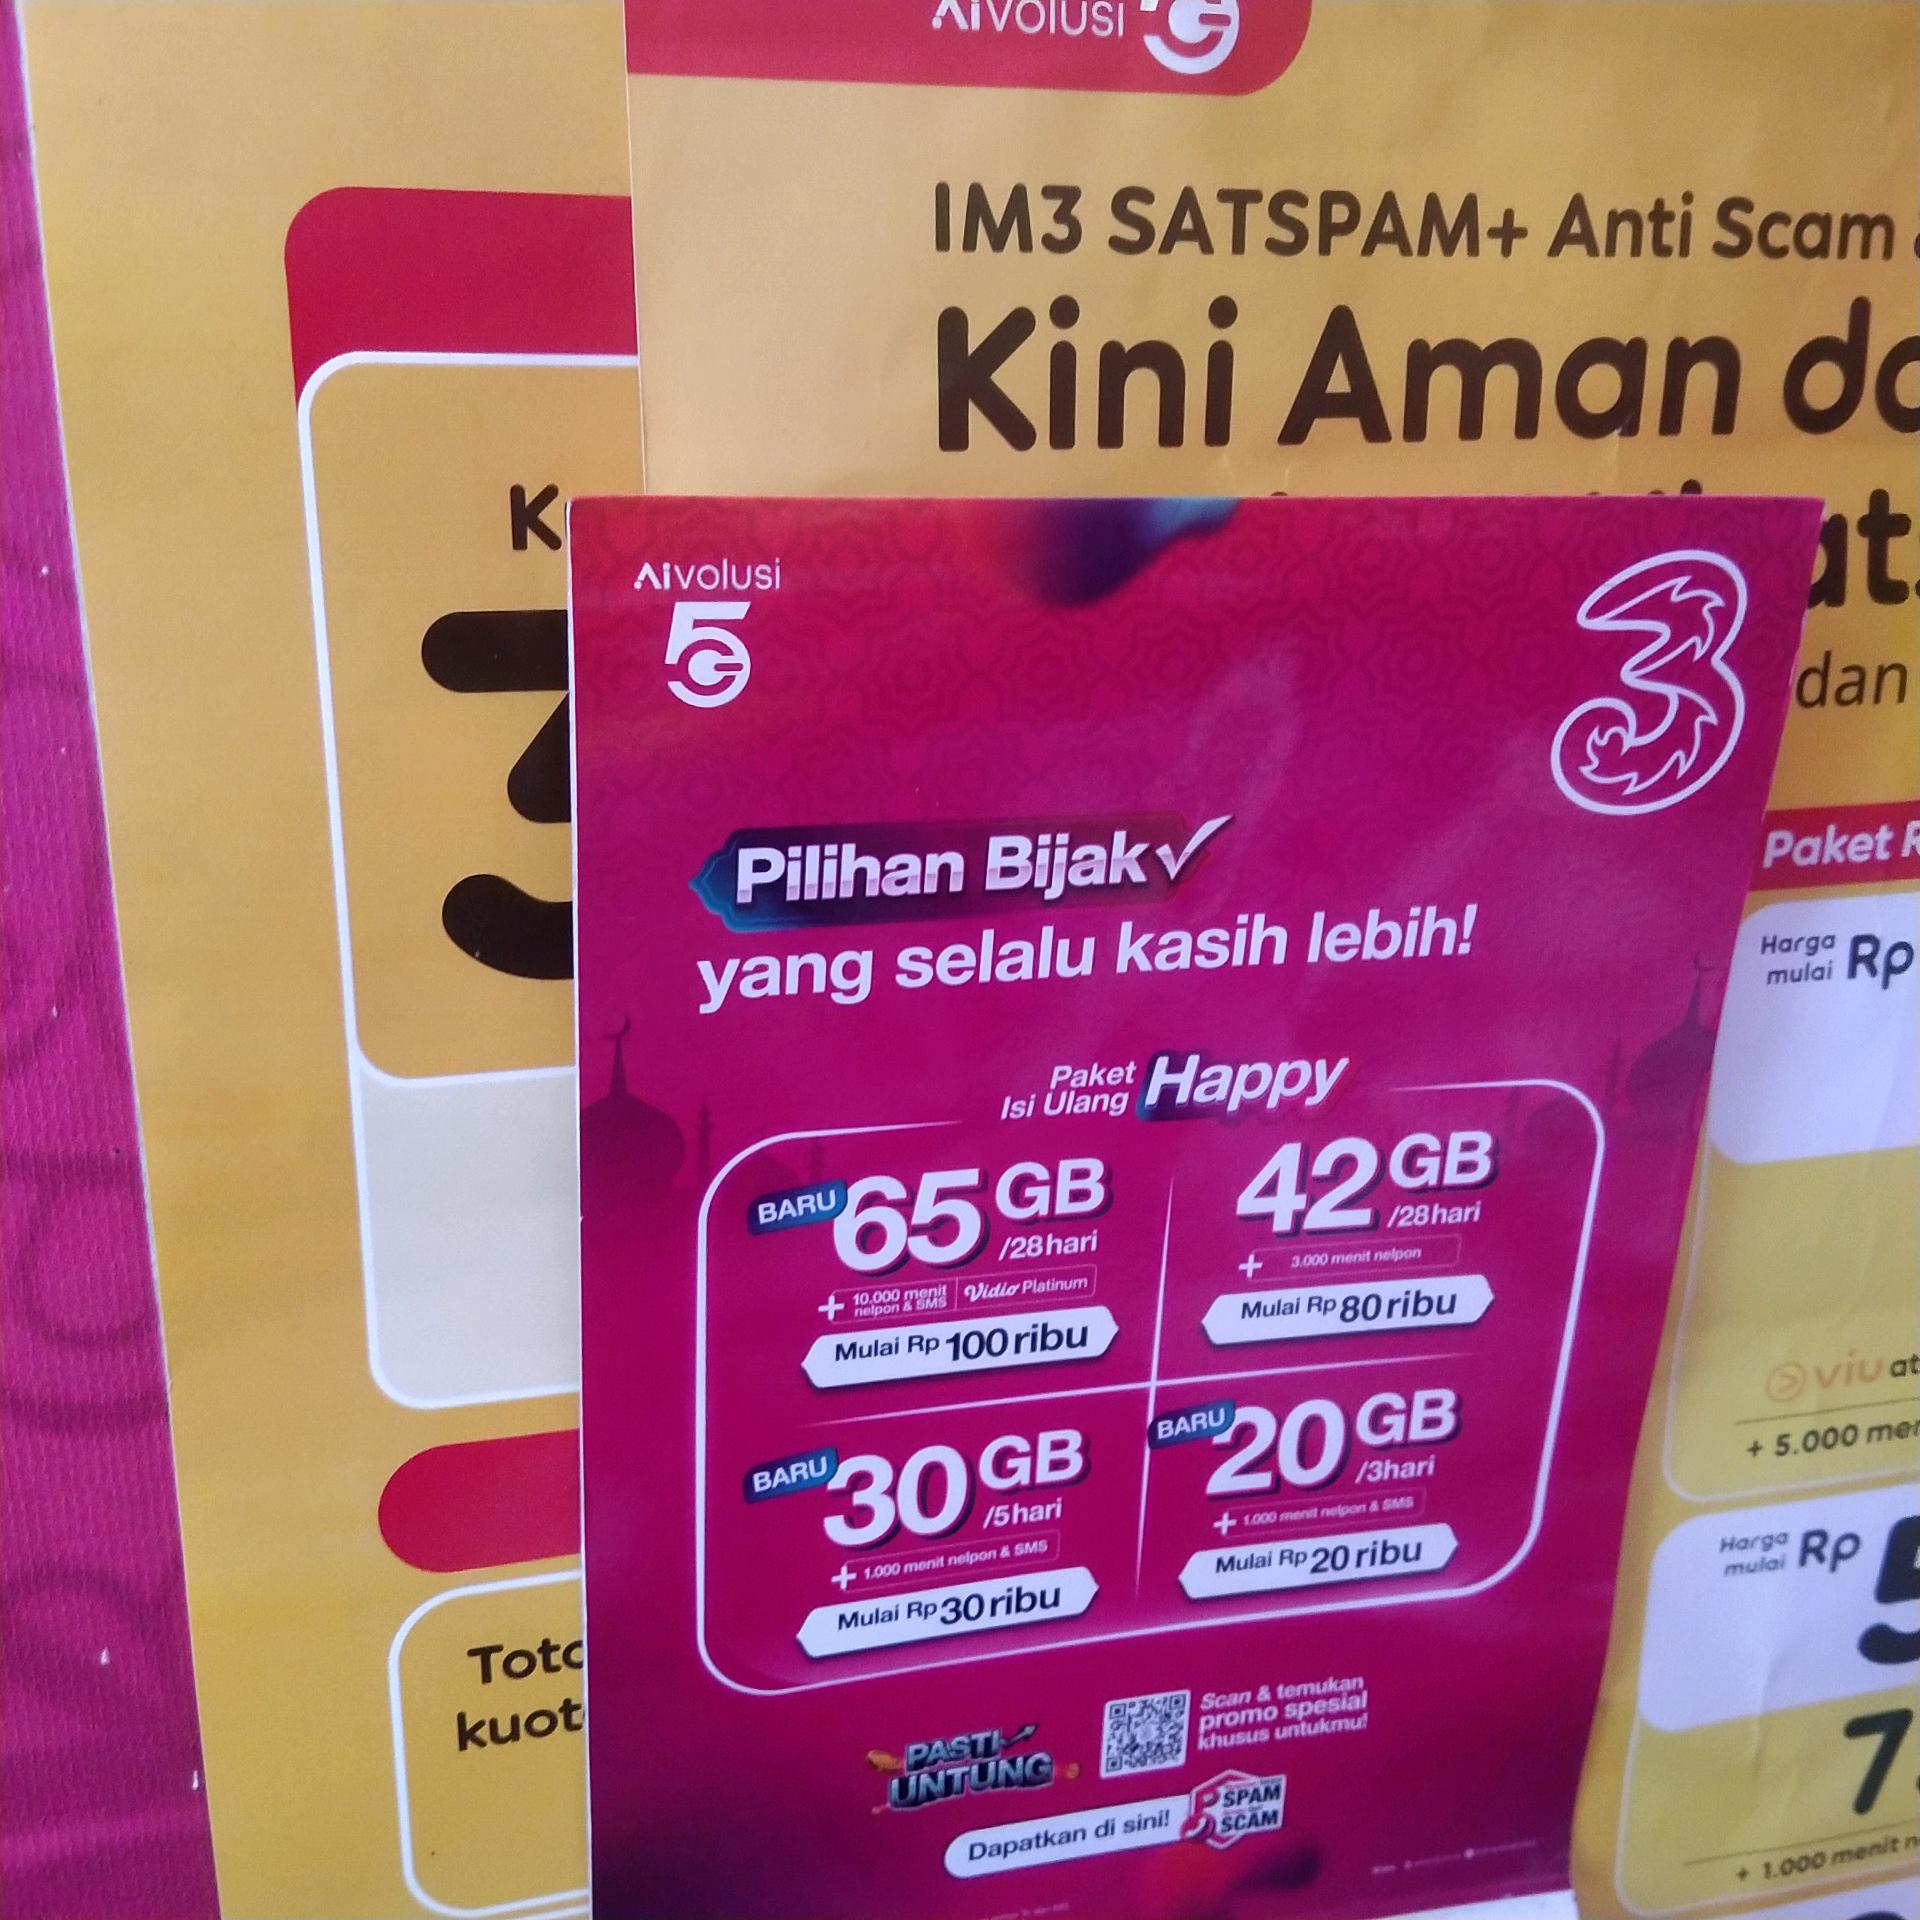 Aivolusi 5G
IM3 SATSPAM+ Anti Scam
Kini Aman
dan
Aivolusi
5G
3
Pilihan Bijak✓
yang selalu kasih lebih!
Paket
Isi Ulang Happy
BARU 65 GB
/28hari
+ 10.000 menit
nelpon & SMS
Vidio Platinum
Mulai Rp 100 ribu
42 GB
/28hari
+ 3.000 menit nelpon
Mulai Rp 80 ribu
BARU 30 GB
/5hari
+ 1.000 menit nelpon & SMS
Mulai Rp 30 ribu
BARU 20 GB
/3hari
+ 1.000 menit nelpon & SMS
Mulai Rp 20 ribu
PASTI
UNTUNG
Scan & temukan
promo spesial
khusus untukmu!
Dapatkan di sini!
SPAM
SCAM
Paket
Harga
mulai Rp
viu
+ 5.000
Harga
mulai Rp 5
7
+ 1.000 menit